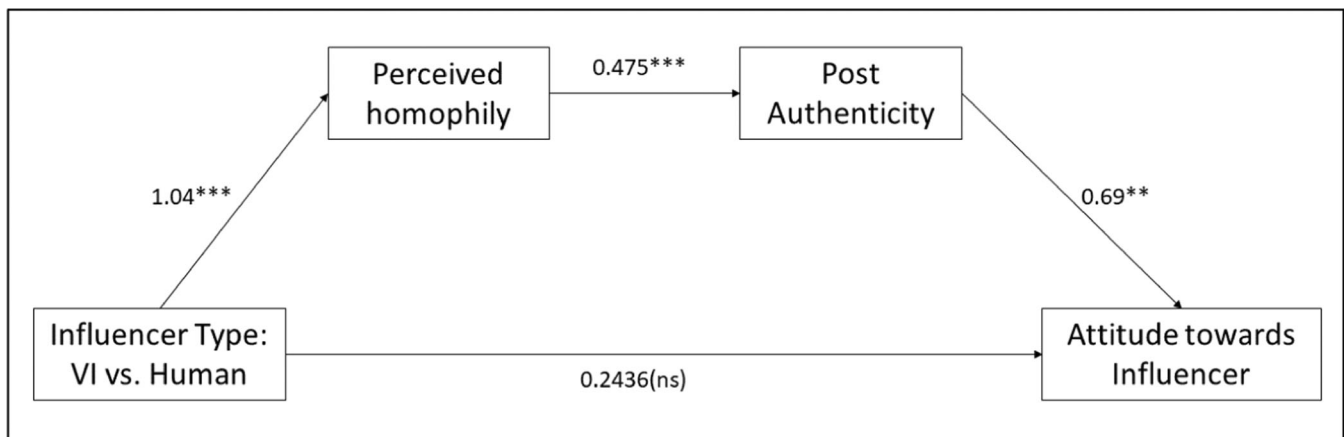 Perceived
homophily
0.475***
Post
Authenticity
1.04***
0.69**
Influencer Type:
VI vs. Human
0.2436(ns)
Attitude towards
Influencer